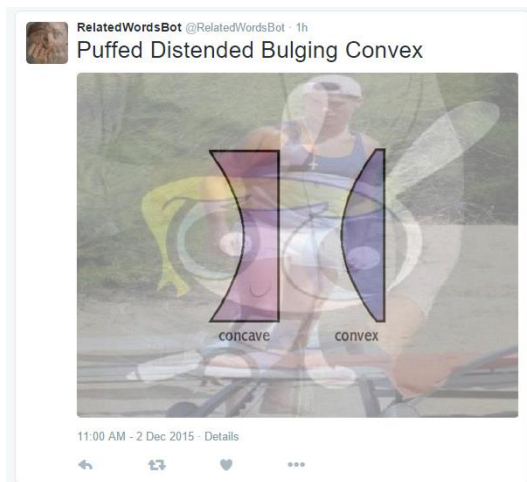 RelatedWordsBot @RelatedWordsBot · 1h
Puffed Distended Bulging Convex
concave convex
11:00 AM - 2 Dec 2015 · Details